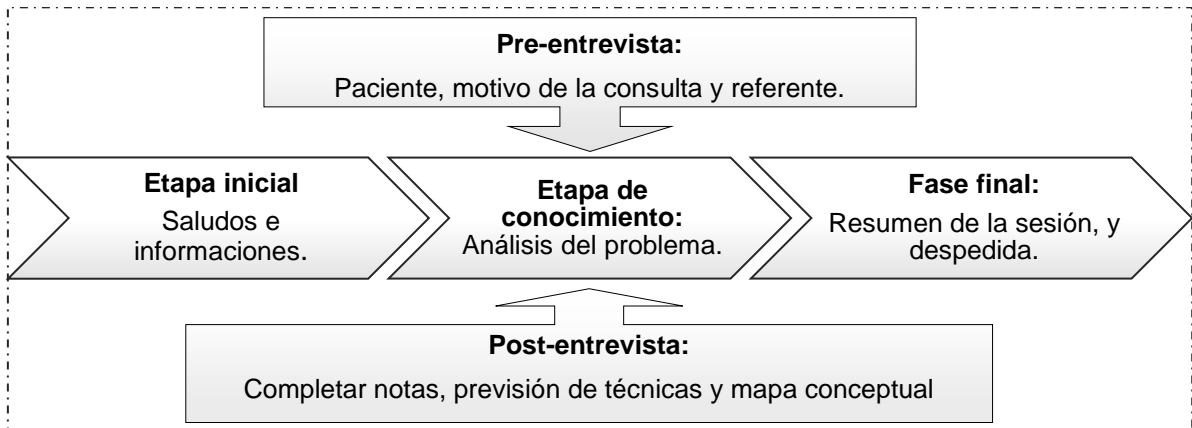 Pre-entrevista:
Paciente, motivo de la consulta y referente.
Etapa inicial
Saludos e
informaciones.
Etapa de
conocimiento:
Análisis del problema.
Fase final:
Resumen de la sesión, y
despedida.
Post-entrevista:
Completar notas, previsión de técnicas y mapa conceptual